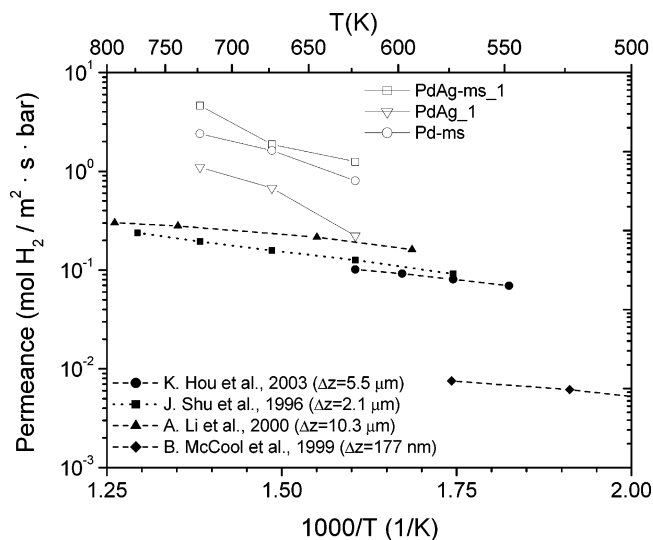 T(K)
800 750 700 650 600 550 500
10¹
10⁰
10⁻¹
10⁻²
10⁻³
Permeance (mol H₂ / m² · s · bar)
PdAg-ms_1
PdAg_1
Pd-ms
K. Hou et al., 2003 (Δz=5.5 μm)
J. Shu et al., 1996 (Δz=2.1 μm)
A. Li et al., 2000 (Δz=10.3 μm)
B. McCool et al., 1999 (Δz=177 nm)
1.25 1.50 1.75 2.00
1000/T (1/K)